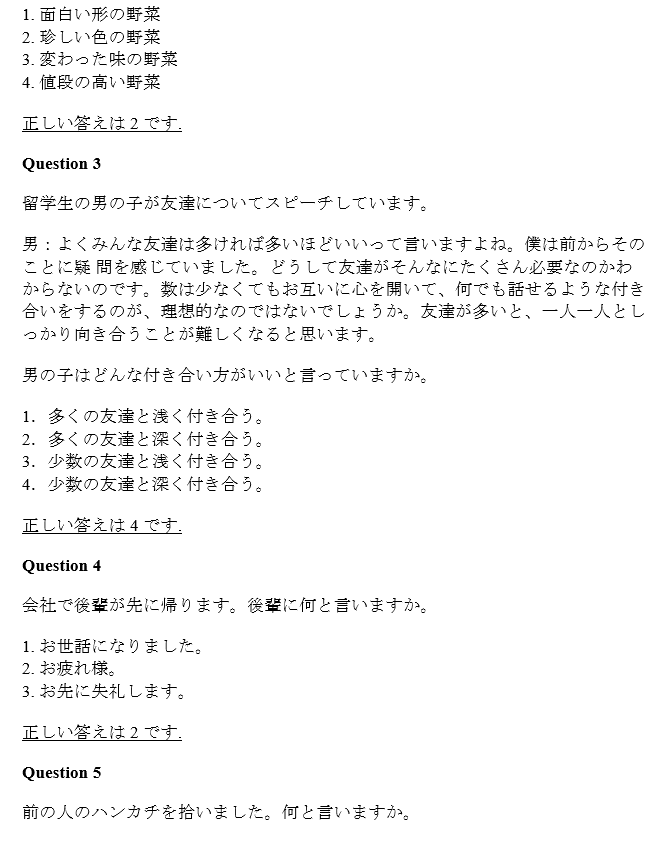 1. 面白い形の野菜
2. 珍しい色の野菜
3. 変わった味の野菜
4. 値段の高い野菜
正しい答えは 2 です.
Question 3
留学生の男の子が友達についてスピーチしています。
男：よくみんな友達は多ければ多いほどいいって言いますよね。僕は前からその
ことに疑 問を感じていました。どうして友達がそんなにたくさん必要なのかわ
からないのです。数は少なくてもお互いに心を開いて、何でも話せるような付き
合いをするのが、理想的なのではないでしょうか。友達が多いと、一人一人とし
っかり向き合うことが難しくなると思います。
男の子はどんな付き合い方がいいと言っていますか。
1．多くの友達と浅く付き合う。
2．多くの友達と深く付き合う。
3．少数の友達と浅く付き合う。
4．少数の友達と深く付き合う。
正しい答えは 4 です.
Question 4
会社で後輩が先に帰ります。後輩に何と言いますか。
1. お世話になりました。
2. お疲れ様。
3. お先に失礼します。
正しい答えは 2 です.
Question 5
前の人のハンカチを拾いました。何と言いますか。